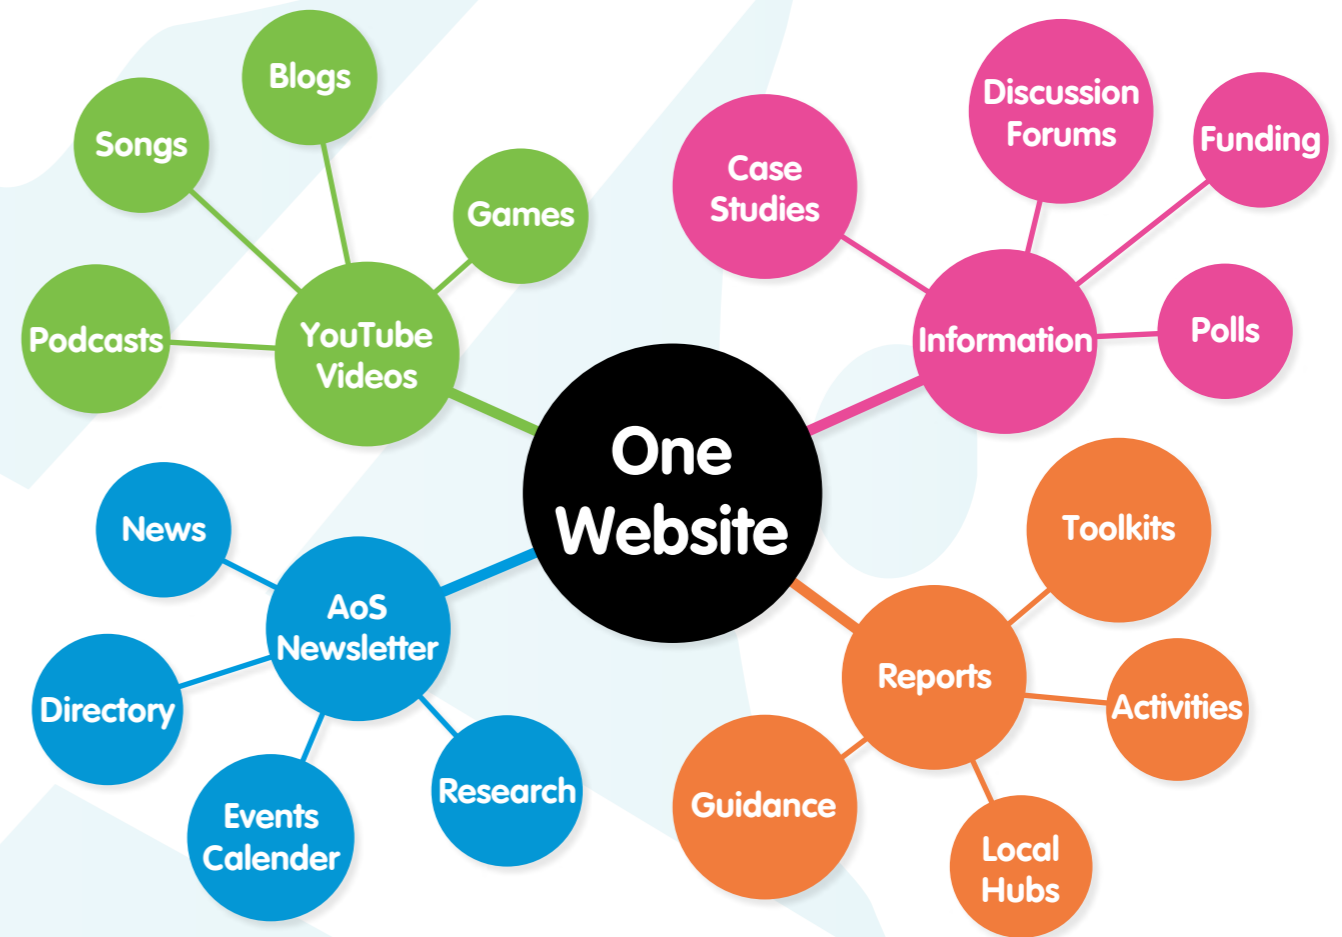 Blogs
Songs
Games
Podcasts
YouTube
Videos
Discussion
Forums
Funding
Case
Studies
Information
Polls
One
Website
News
AoS
Newsletter
Directory
Events
Calender
Research
Toolkits
Reports
Activities
Guidance
Local
Hubs